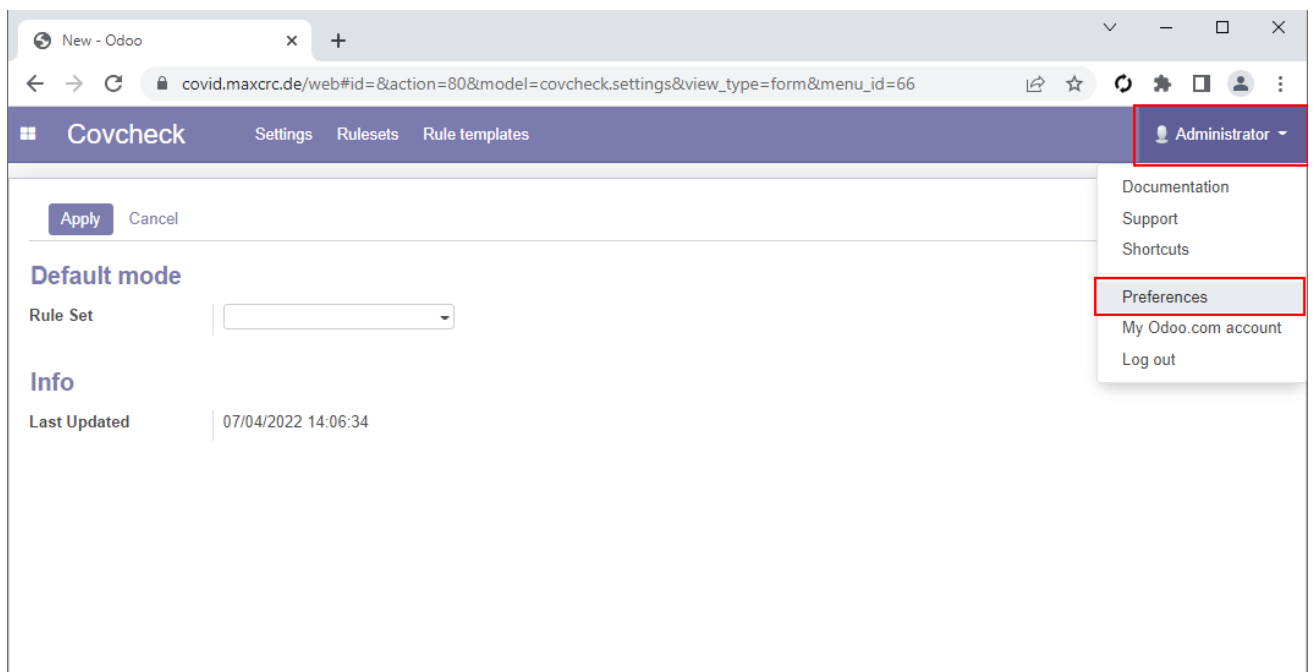 New - Odoo
covid.maxcrc.de/web#id=&action=80&model=covcheck.settings&view_type=form&menu_id=66
Covcheck Settings Rulesets Rule templates Administrator
Documentation
Apply Cancel Support
Shortcuts
Default mode
Preferences
Rule Set
My Odoo.com account
Log out
Info
Last Updated 07/04/2022 14:06:34